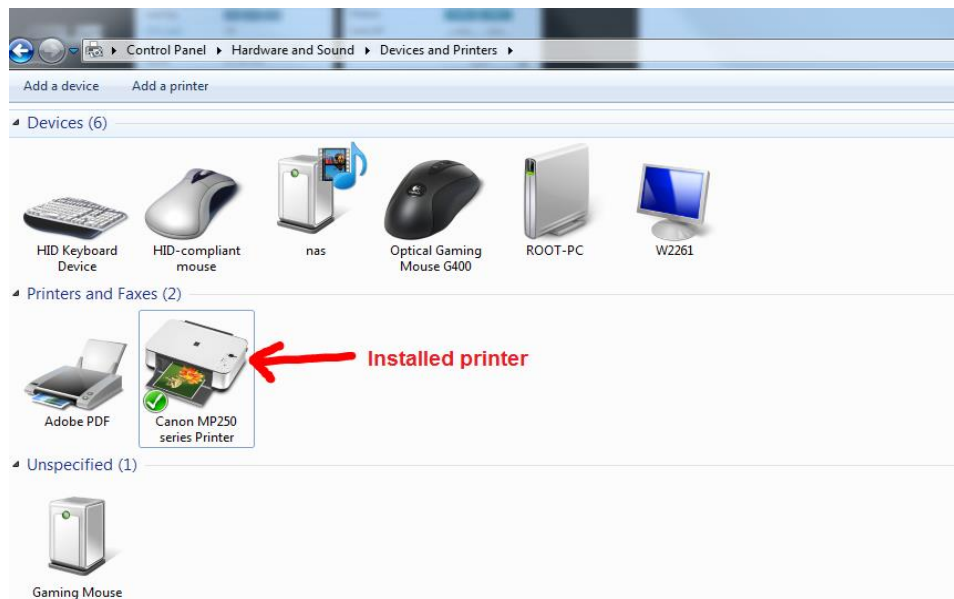 Control Panel ▸ Hardware and Sound ▸ Devices and Printers ▸
Add a device Add a printer
Devices (6)
HID Keyboard
Device
HID-compliant
mouse
nas
Optical Gaming
Mouse G400
ROOT-PC
W2261
Printers and Faxes (2)
Installed printer
Adobe PDF
Canon MP250
series Printer
Unspecified (1)
Gaming Mouse